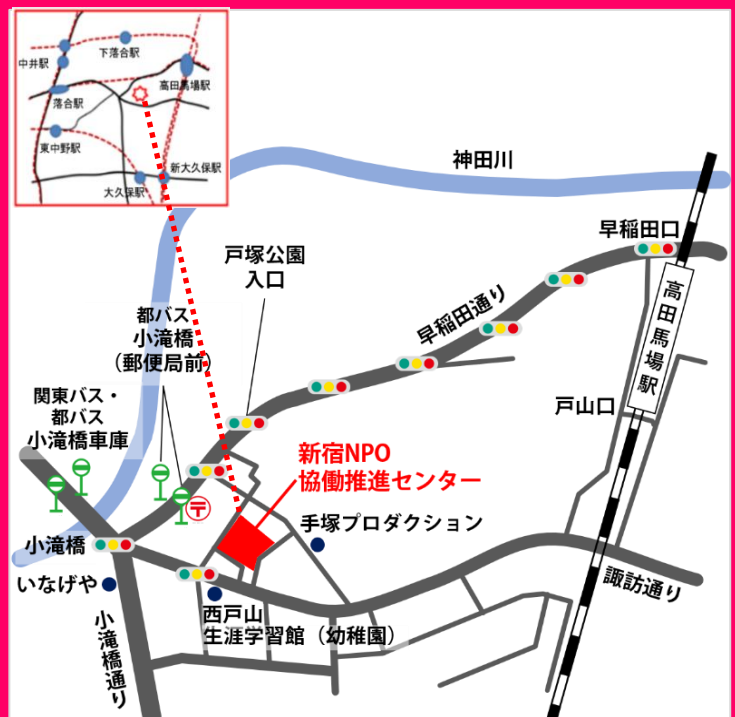 中井駅
下落合駅
高田馬場駅
落合駅
東中野駅
新大久保駅
大久保駅
神田川
早稲田口
戸塚公園
入口
早稲田通り
高田馬場駅
都バス
小滝橋
（郵便局前）
戸山口
関東バス・
都バス
小滝橋車庫
新宿NPO
協働推進センター
手塚プロダクション
小滝橋
いなげや
諏訪通り
西戸山
生涯学習館（幼稚園）
小滝橋通り